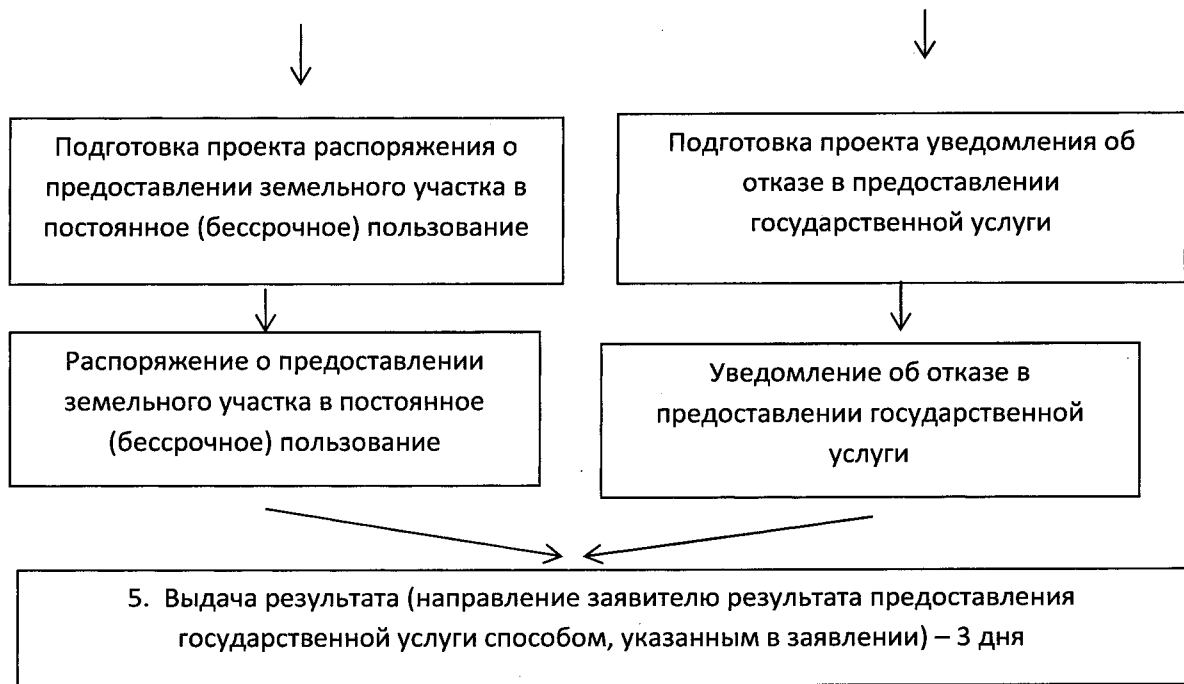 Подготовка проекта распоряжения о
предоставлении земельного участка в
постоянное (бессрочное) пользование
Подготовка проекта уведомления об
отказе в предоставлении
государственной услуги
Распоряжение о предоставлении
земельного участка в постоянное
(бессрочное) пользование
Уведомление об отказе в
предоставлении государственной
услуги
5. Выдача результата (направление заявителю результата предоставления
государственной услуги способом, указанным в заявлении) – 3 дня